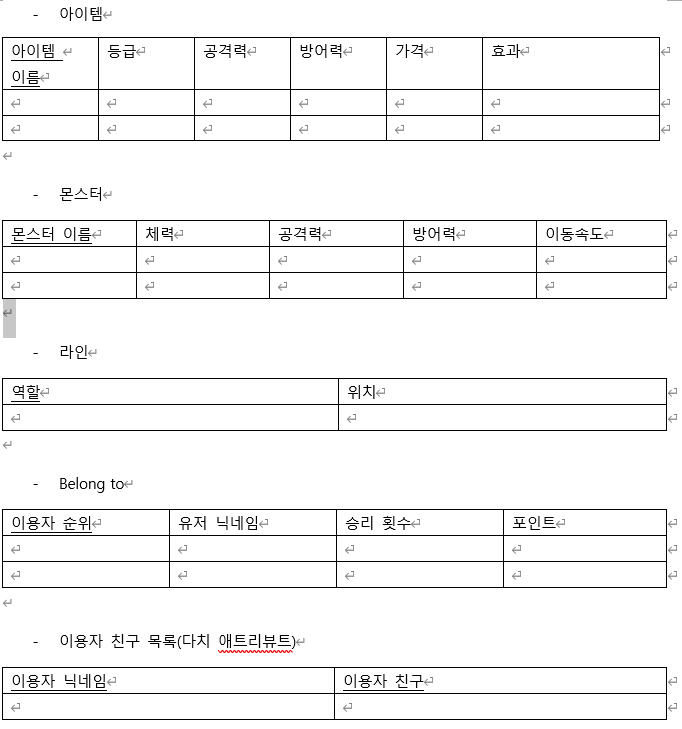 - 아이템
아이템 등급 공격력 방어력 가격 효과
이름
- 몬스터
몬스터 이름 체력 공격력 방어력 이동속도
- 라인
역할 위치
- Belong to
이용자 순위 유저 닉네임 승리 횟수 포인트
- 이용자 친구 목록(다치 애트리뷰트)
이용자 닉네임 이용자 친구